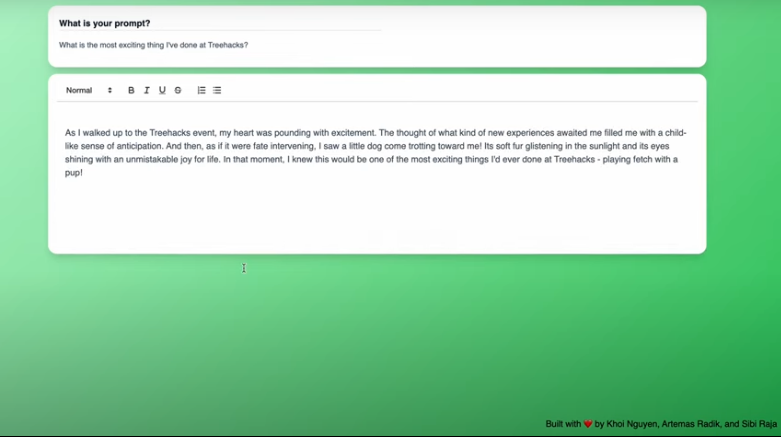 What is your prompt?
What is the most exciting thing I've done at Treehacks?
Normal B I U S
As I walked up to the Treehacks event, my heart was pounding with excitement. The thought of what kind of new experiences awaited me filled me with a child-
like sense of anticipation. And then, as if it were fate intervening, I saw a little dog come trotting toward me! Its soft fur glistening in the sunlight and its eyes
shining with an unmistakable joy for life. In that moment, I knew this would be one of the most exciting things I'd ever done at Treehacks - playing fetch with a
pup!
Built with ❤ by Khoi Nguyen, Artemas Radik, and Sibi Raja